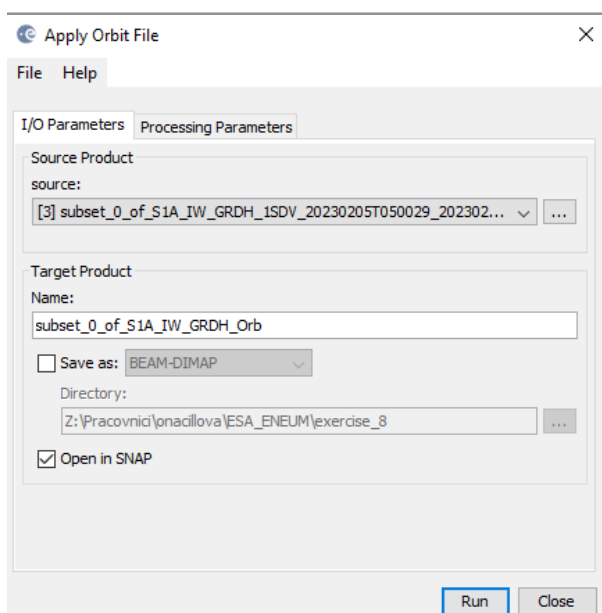 Apply Orbit File
File Help
I/O Parameters Processing Parameters
Source Product
source:
[3] subset_0_of_S1A_IW_GRDH_1SDV_20230205T050029_202302... ...
Target Product
Name:
subset_0_of_S1A_IW_GRDH_Orb
Save as: BEAM-DIMAP
Directory:
Z:\Pracovnici\onacillova\ESA_ENEUM\exercise_8 ...
Open in SNAP
Run Close